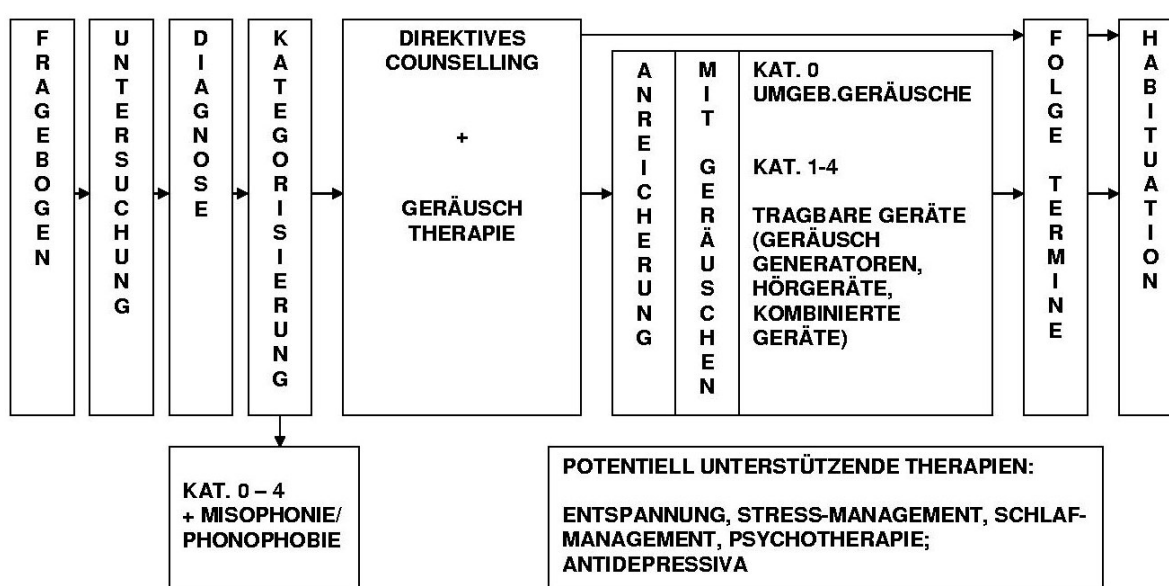 FRAGEBOGEN
UNTERSUCHUNG
DIAGNOSE
KATEGORISIERUNG
DIREKTIVES
COUNSELLING
+
GERÄUSCH
THERAPIE
ANREICHERUNG
MIT GERÄUSCHEN
KAT. 0
UMGEB.GERÄUSCHE
KAT. 1-4
TRAGBARE GERÄTE
(GERÄUSCH
GENERATOREN,
HÖRGERÄTE,
KOMBINIERTE
GERÄTE)
FOLGE TERMINE
HABITUATION
KAT. 0 – 4
+ MISOPHONIE/
PHONOPHOBIE
POTENTIELL UNTERSTÜTZENDE THERAPIEN:
ENTSPANNUNG, STRESS-MANAGEMENT, SCHLAF-
MANAGEMENT, PSYCHOTHERAPIE;
ANTIDEPRESSIVA